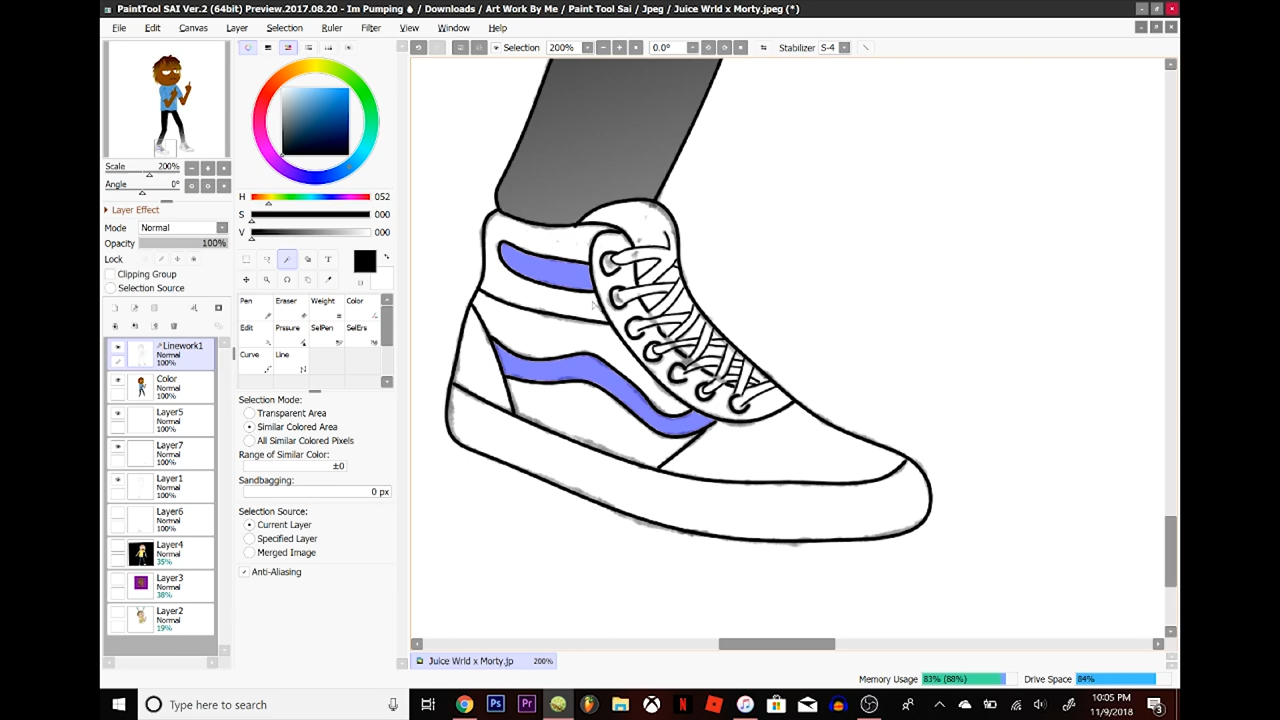 PaintTool SAI Ver.2 (64bit) Preview.2017.08.20 - Im Pumping 💧 / Downloads / Art Work By Me / Paint Tool Sai / Jpeg / Juice Wrld x Morty.jpeg (*)
File Edit Canvas Layer Selection Ruler Filter View Window Help
Selection 200% 0.0° Stabilizer S-4
Scale 200%
Angle 0°
Layer Effect
Mode Normal
Opacity 100%
Lock
Clipping Group
Selection Source
Linework1
Normal
100%
Color
Normal
100%
Layer5
Normal
100%
Layer7
Normal
100%
Layer1
Normal
100%
Layer6
Normal
100%
Layer4
Normal
35%
Layer3
Normal
38%
Layer2
Normal
19%
H 052
S 000
V 000
T
Pen Eraser Weight Color
Edit Prssure SelPen SelErs
Curve Line
Selection Mode:
Transparent Area
Similar Colored Area
All Similar Colored Pixels
Range of Similar Color:
±0
Sandbagging:
0 px
Selection Source:
Current Layer
Specified Layer
Merged Image
Anti-Aliasing
Juice Wrld x Morty.jp 200%
Memory Usage 83% (88%) Drive Space 84%
Type here to search
Ps Pr N
10:05 PM
11/9/2018
3